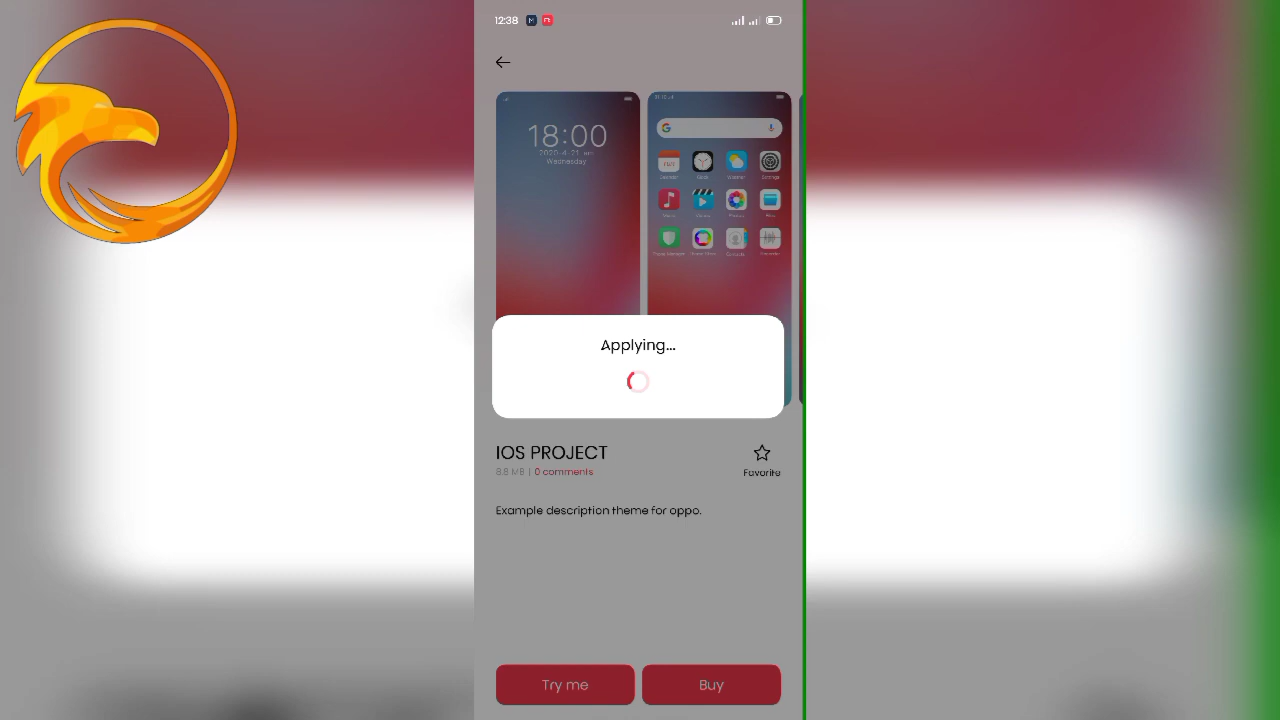 12:38
18:00
2020-4-21
Wednesday
Applying...
IOS PROJECT
8.8 MB | 0 comments
Favorite
Example description theme for oppo.
Try me
Buy